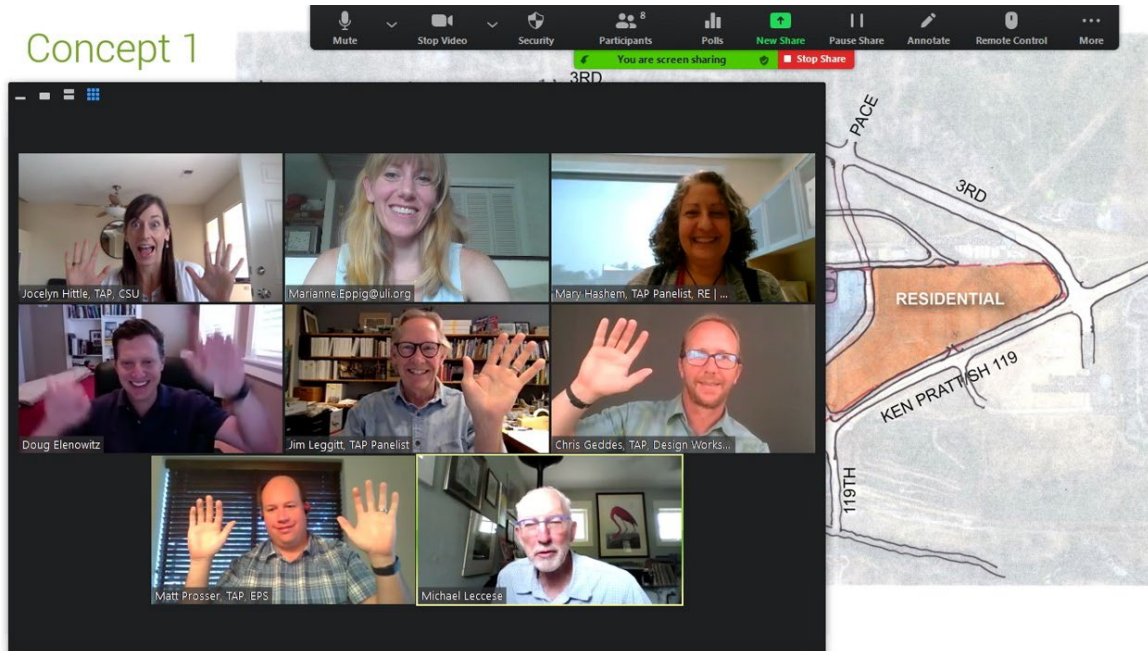 Concept 1
8
Mute
Stop Video
Security
Participants
Polls
New Share
Pause Share
Annotate
Remote Control
More
You are screen sharing
Stop Share
3RD
PACE
3RD
Jocelyn Hittle, TAP, CSU
Marianne.Eppig@uli.org
Mary Hashem, TAP Panelist, RE | ...
RESIDENTIAL
KEN PRATT/SH 119
Doug Elenowitz
Jim Leggitt, TAP Panelist
Chris Geddes, TAP, Design Works...
119TH
Matt Prosser, TAP, EPS
Michael Leccese